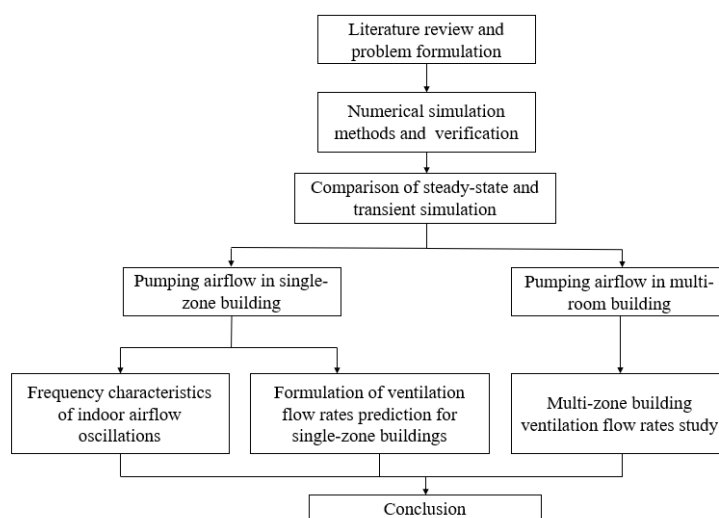 Literature review and
problem formulation
Numerical simulation
methods and verification
Comparison of steady-state and
transient simulation
Pumping airflow in single-
zone building
Pumping airflow in multi-
room building
Frequency characteristics
of indoor airflow
oscillations
Formulation of ventilation
flow rates prediction for
single-zone buildings
Multi-zone building
ventilation flow rates study
Conclusion